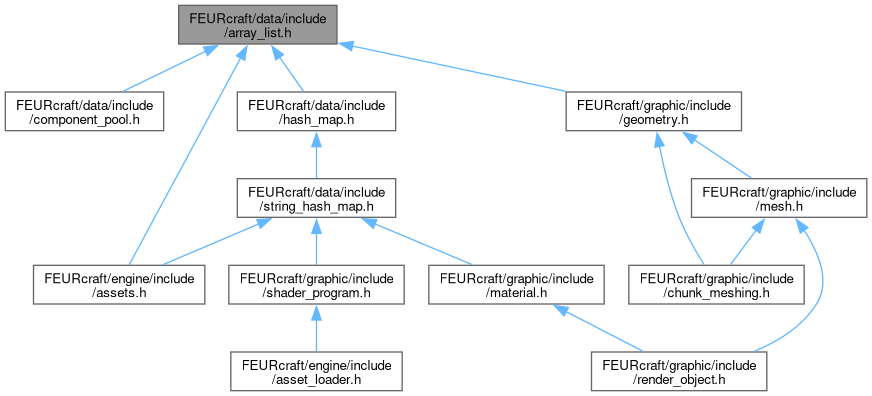 FEURcraft/data/include
/array_list.h
FEURcraft/data/include
/component_pool.h
FEURcraft/data/include
/hash_map.h
FEURcraft/graphic/include
/geometry.h
FEURcraft/data/include
/string_hash_map.h
FEURcraft/graphic/include
/mesh.h
FEURcraft/engine/include
/assets.h
FEURcraft/graphic/include
/shader_program.h
FEURcraft/graphic/include
/material.h
FEURcraft/graphic/include
/chunk_meshing.h
FEURcraft/engine/include
/asset_loader.h
FEURcraft/graphic/include
/render_object.h